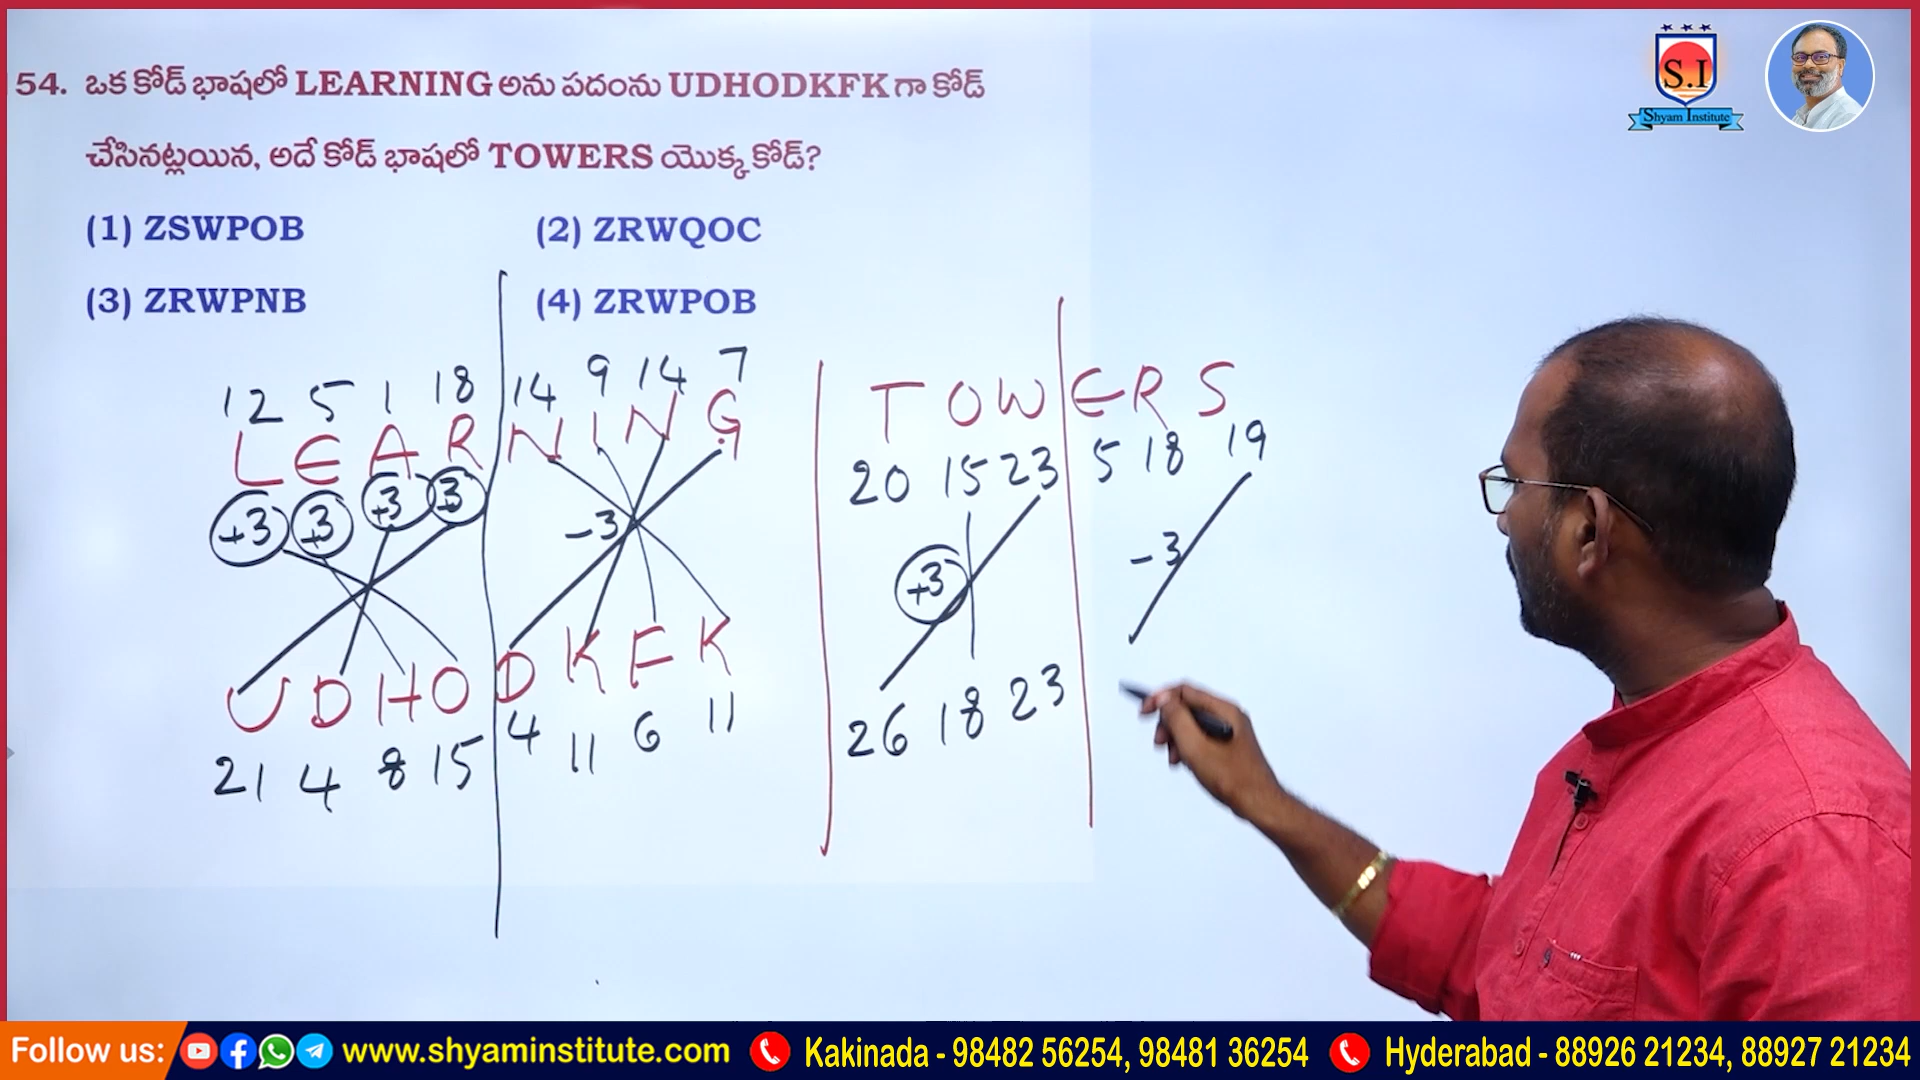 54. ఒక కోడ్ భాషలో LEARNING అను పదంను UDHODKFK గా కోడ్
చేసినట్లయిన, అదే కోడ్ భాషలో TOWERS యొక్క కోడ్?
(1) ZSWPOB (2) ZRWQOC
(3) ZRWPNB (4) ZRWPOB
12 5 1 18 14 9 14 7
L E A R N I N G
+3 +3 +3 +3 -3
U D H O D K F K
21 4 8 15 4 11 6 11
T O W E R S
20 15 23 5 18 19
+3 -3
26 18 23
S.I
Shyam Institute
Follow us: www.shyaminstitute.com Kakinada - 98482 56254, 98481 36254 Hyderabad - 88926 21234, 88927 21234